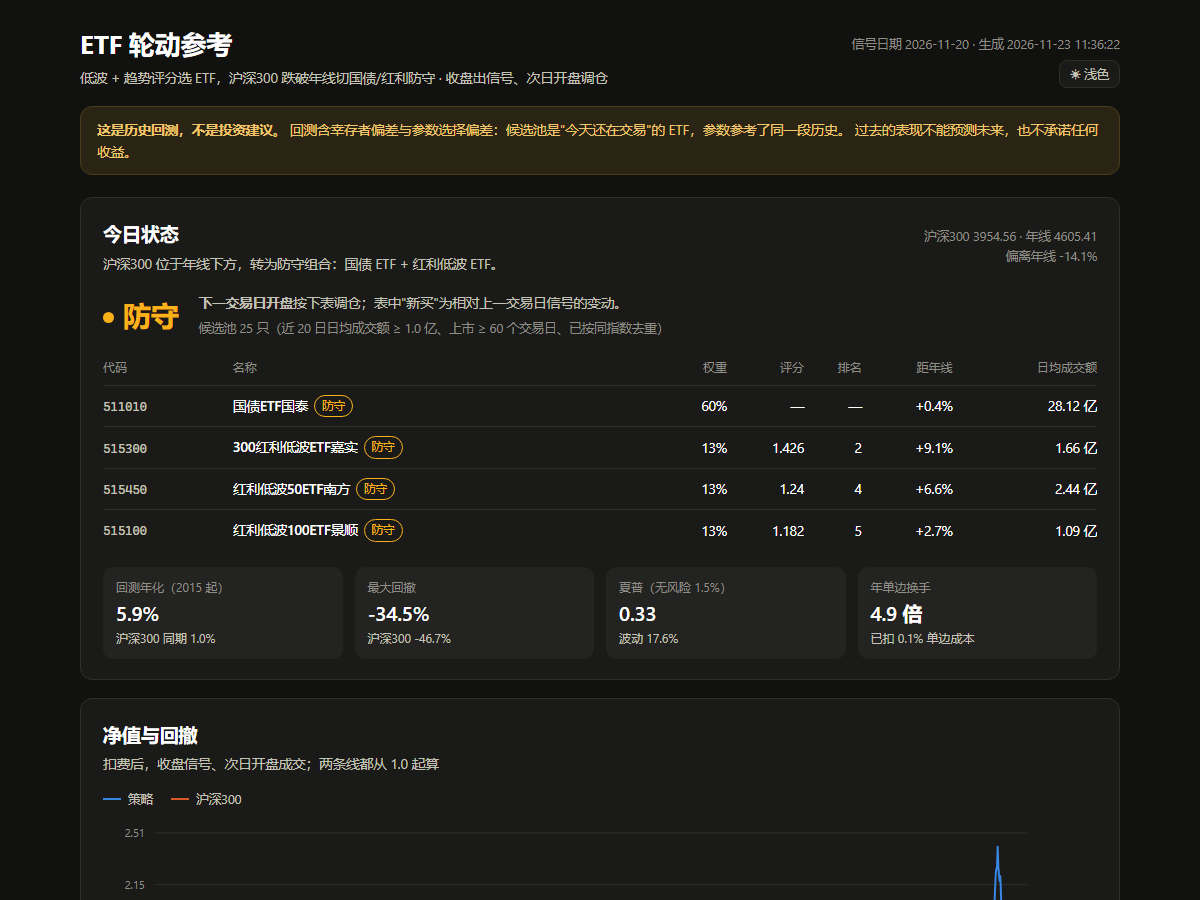 ETF 轮动参考
信号日期 2026-11-20 · 生成 2026-11-23 11:36:22
低波 + 趋势评分选 ETF，沪深300 跌破年线切国债/红利防守 · 收盘出信号、次日开盘调仓
☀ 浅色
这是历史回测，不是投资建议。 回测含幸存者偏差与参数选择偏差：候选池是"今天还在交易"的 ETF，参数参考了同一段历史。 过去的表现不能预测未来，也不承诺任何
收益。
今日状态
沪深300 3954.56 · 年线 4605.41
沪深300 位于年线下方，转为防守组合：国债 ETF + 红利低波 ETF。
偏离年线 -14.1%
防守
下一交易日开盘按下表调仓；表中"新买"为相对上一交易日信号的变动。
候选池 25 只（近 20 日日均成交额 ≥ 1.0 亿、上市 ≥ 60 个交易日、已按同指数去重）
代码 名称 权重 评分 排名 距年线 日均成交额
511010 国债ETF国泰 防守 60% — — +0.4% 28.12 亿
515300 300红利低波ETF嘉实 防守 13% 1.426 2 +9.1% 1.66 亿
515450 红利低波50ETF南方 防守 13% 1.24 4 +6.6% 2.44 亿
515100 红利低波100ETF景顺 防守 13% 1.182 5 +2.7% 1.09 亿
回测年化（2015 起） 最大回撤 夏普（无风险 1.5%） 年单边换手
5.9% -34.5% 0.33 4.9 倍
沪深300 同期 1.0% 沪深300 -46.7% 波动 17.6% 已扣 0.1% 单边成本
净值与回撤
扣费后，收盘信号、次日开盘成交；两条线都从 1.0 起算
策略 沪深300
2.51
2.15